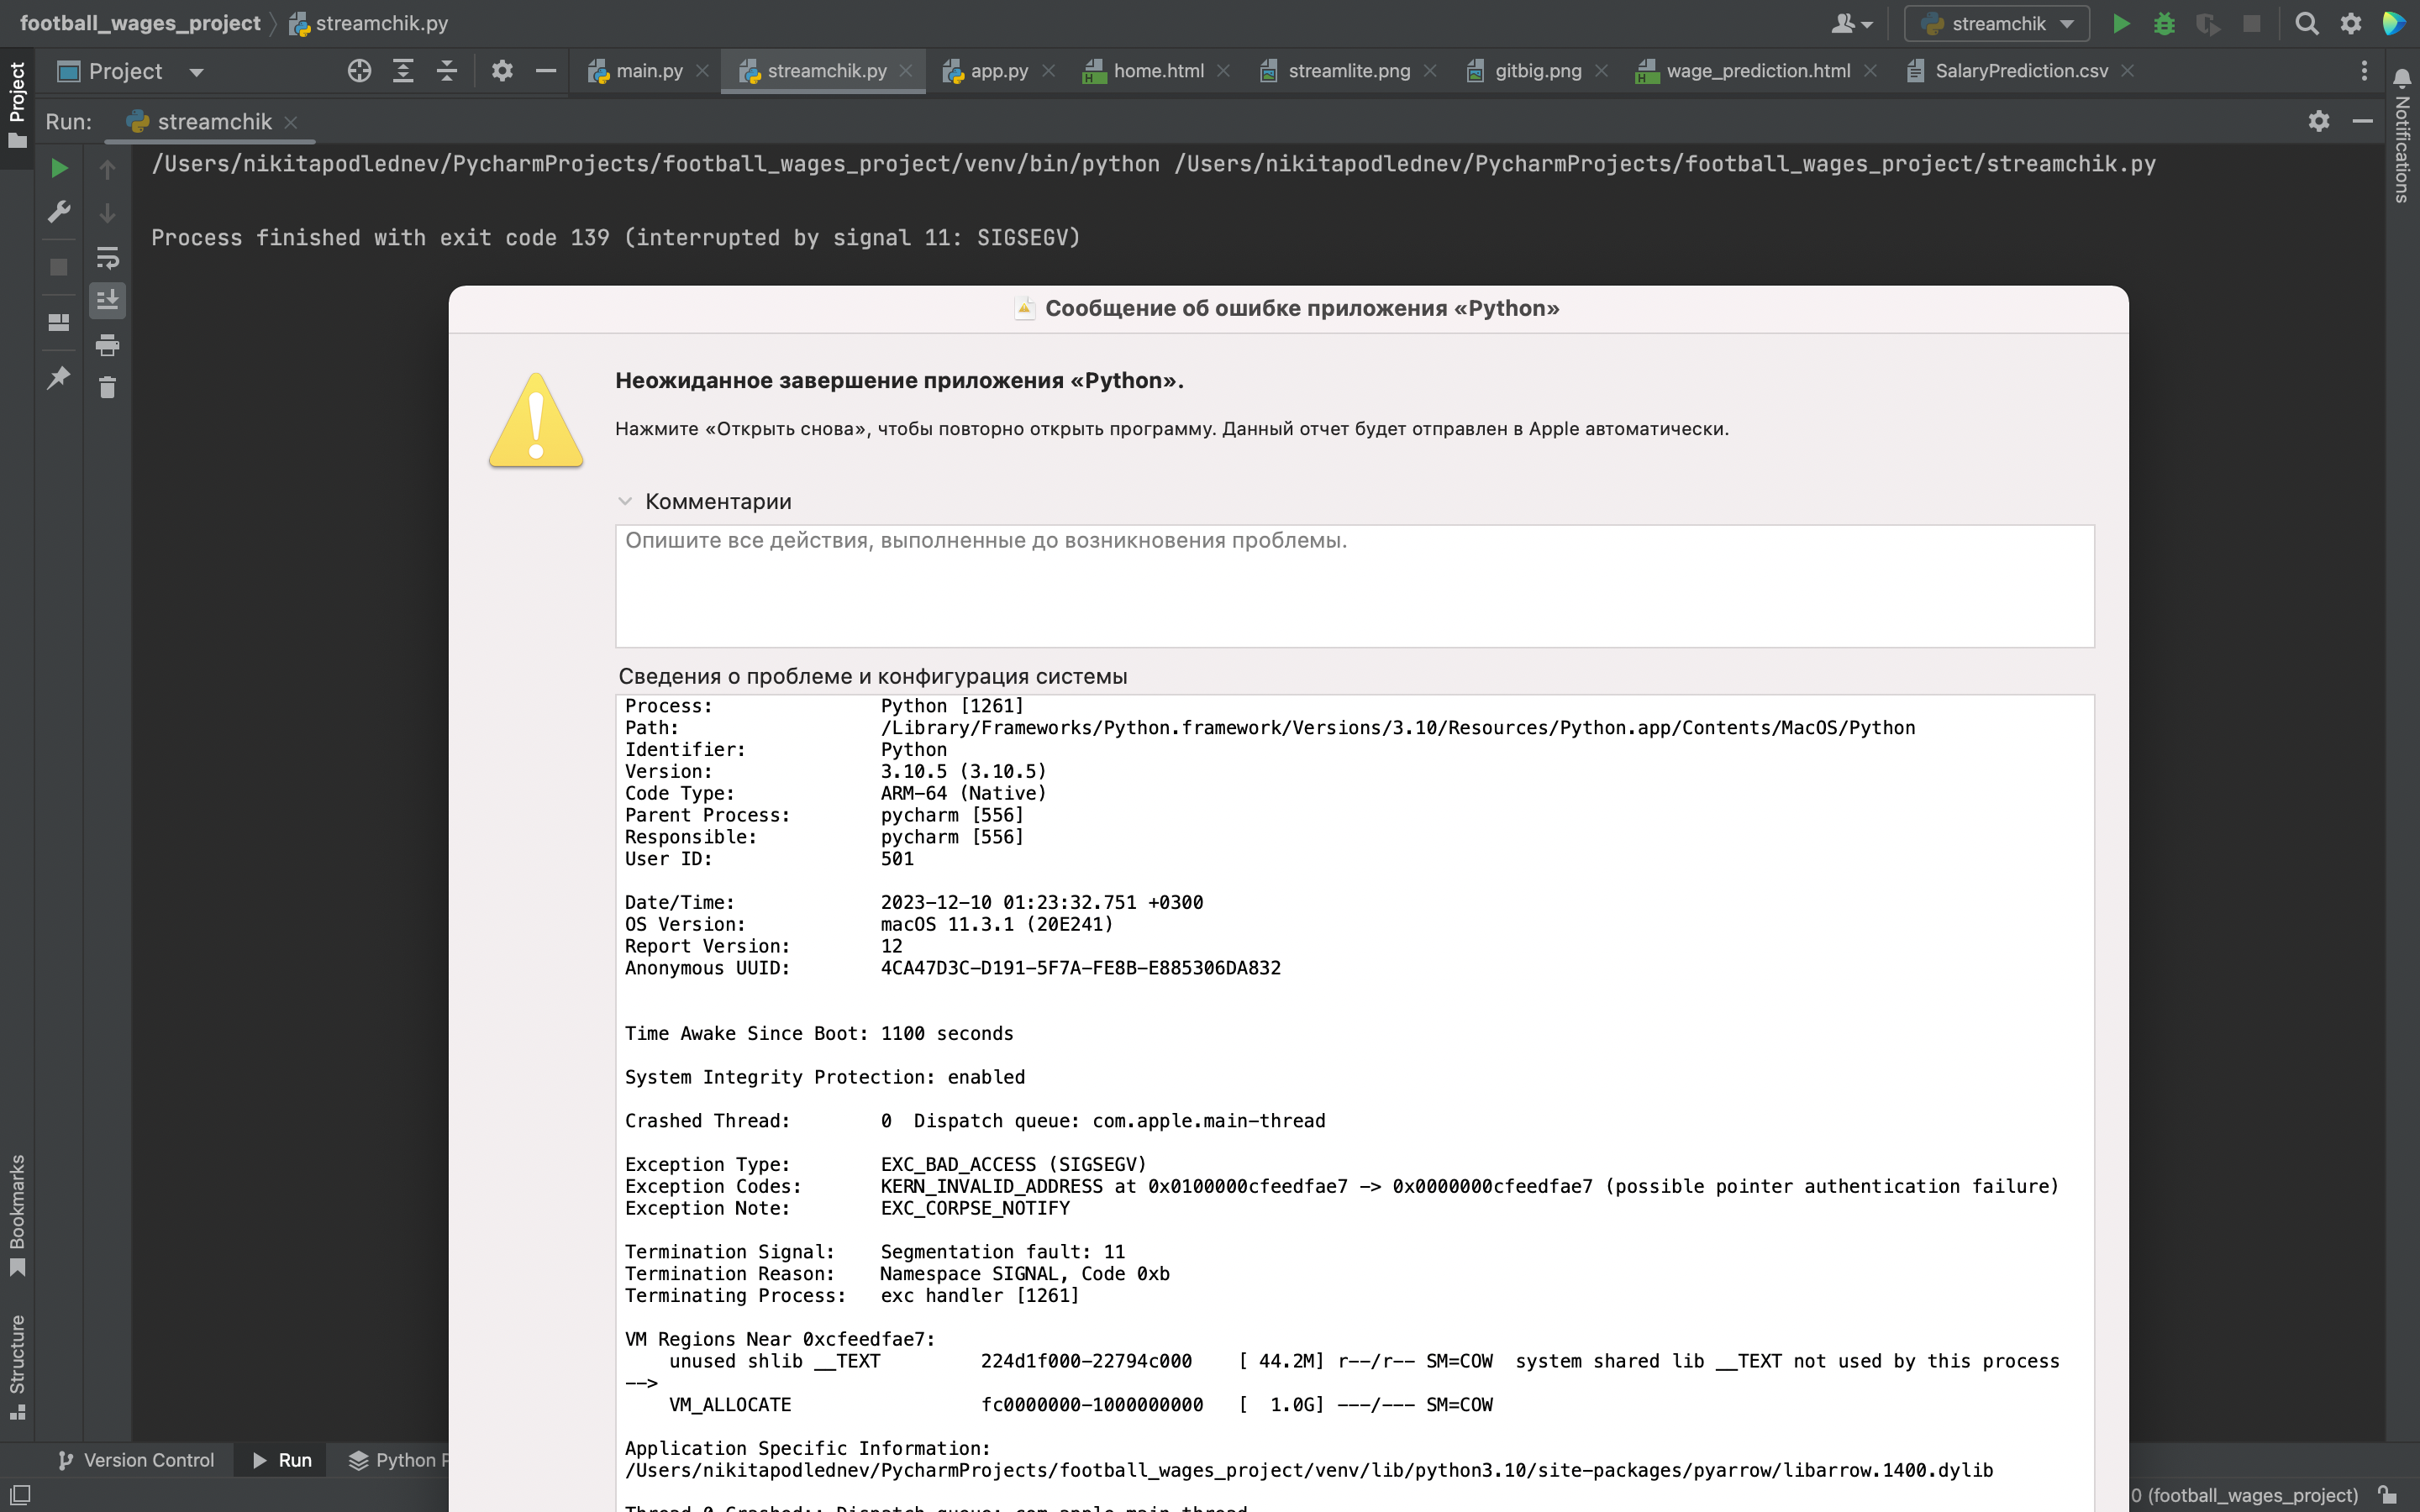 football_wages_project
streamchik.py
streamchik
Project
main.py
streamchik.py
app.py
home.html
streamlite.png
gitbig.png
wage_prediction.html
SalaryPrediction.csv
Project
Notifications
Run:
streamchik
/Users/nikitapodlednev/PycharmProjects/football_wages_project/venv/bin/python /Users/nikitapodlednev/PycharmProjects/football_wages_project/streamchik.py
Process finished with exit code 139 (interrupted by signal 11: SIGSEGV)
Сообщение об ошибке приложения «Python»
Неожиданное завершение приложения «Python».
Нажмите «Открыть снова», чтобы повторно открыть программу. Данный отчет будет отправлен в Apple автоматически.
Комментарии
Опишите все действия, выполненные до возникновения проблемы.
Сведения о проблеме и конфигурация системы
Process: Python [1261]
Path: /Library/Frameworks/Python.framework/Versions/3.10/Resources/Python.app/Contents/MacOS/Python
Identifier: Python
Version: 3.10.5 (3.10.5)
Code Type: ARM-64 (Native)
Parent Process: pycharm [556]
Responsible: pycharm [556]
User ID: 501
Date/Time: 2023-12-10 01:23:32.751 +0300
OS Version: macOS 11.3.1 (20E241)
Report Version: 12
Anonymous UUID: 4CA47D3C-D191-5F7A-FE8B-E885306DA832
Time Awake Since Boot: 1100 seconds
System Integrity Protection: enabled
Crashed Thread: 0 Dispatch queue: com.apple.main-thread
Exception Type: EXC_BAD_ACCESS (SIGSEGV)
Exception Codes: KERN_INVALID_ADDRESS at 0x0100000cfeedfae7 -> 0x0000000cfeedfae7 (possible pointer authentication failure)
Exception Note: EXC_CORPSE_NOTIFY
Termination Signal: Segmentation fault: 11
Termination Reason: Namespace SIGNAL, Code 0xb
Terminating Process: exc handler [1261]
VM Regions Near 0xcfeedfae7:
unused shlib __TEXT 224d1f000-22794c000 [ 44.2M] r--/r-- SM=COW system shared lib __TEXT not used by this process
-->
VM_ALLOCATE fc0000000-1000000000 [ 1.0G] ---/--- SM=COW
Application Specific Information:
/Users/nikitapodlednev/PycharmProjects/football_wages_project/venv/lib/python3.10/site-packages/pyarrow/libarrow.1400.dylib
Thread 0 Crashed:: Dispatch queue: com.apple.main-thread
Bookmarks
Structure
Version Control
Run
Python
0 (football_wages_project)